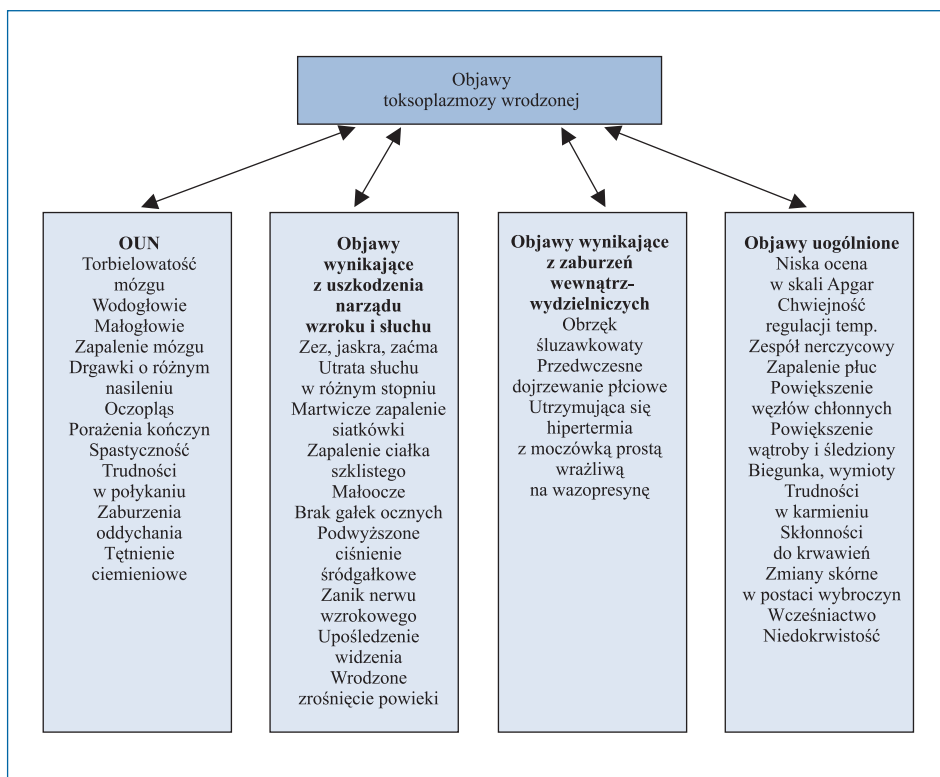 Objawy
toksoplazmozy wrodzonej
OUN
Torbielowatość
mózgu
Wodogłowie
Małogłowie
Zapalenie mózgu
Drgawki o różnym
nasileniu
Oczopląs
Porażenia kończyn
Spastyczność
Trudności
w połykaniu
Zaburzenia
oddychania
Tętnienie
ciemieniowe
Objawy
wynikające
z uszkodzenia
narządu
wzroku i słuchu
Zez, jaskra, zaćma
Utrata słuchu
w różnym stopniu
Martwicze zapalenie
siatkówki
Zapalenie ciałka
szklistego
Małoocze
Brak gałek ocznych
Podwyższone
ciśnienie
śródgałkowe
Zanik nerwu
wzrokowego
Upośledzenie
widzenia
Wrodzone
zrośnięcie powieki
Objawy wynikające
z zaburzeń
wewnątrz-
wydzielniczych
Obrzęk
śluzawkowaty
Przedwczesne
dojrzewanie płciowe
Utrzymująca się
hipertermia
z moczówką prostą
wrażliwą
na wazopresynę
Objawy uogólnione
Niska ocena
w skali Apgar
Chwiejność
regulacji temp.
Zespół nerczycowy
Zapalenie płuc
Powiększenie
węzłów chłonnych
Powiększenie
wątroby i śledziony
Biegunka, wymioty
Trudności
w karmieniu
Skłonności
do krwawień
Zmiany skórne
w postaci wybroczyn
Wcześniactwo
Niedokrwistość